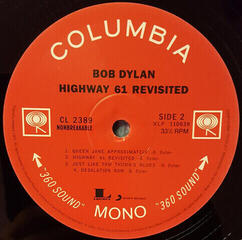 COLUMBIA
BOB DYLAN
HIGHWAY 61 REVISITED
CL 2389
NONBREAKABLE
SIDE 2
XLP 110638
33⅓ RPM
1. QUEEN JANE APPROXIMATELY B. Dylan
2. HIGHWAY 61 REVISITED B. Dylan
3. JUST LIKE TOM THUMB'S BLUES B. Dylan
4. DESOLATION ROW B. Dylan
"360 SOUND" MONO "360 SOUND"